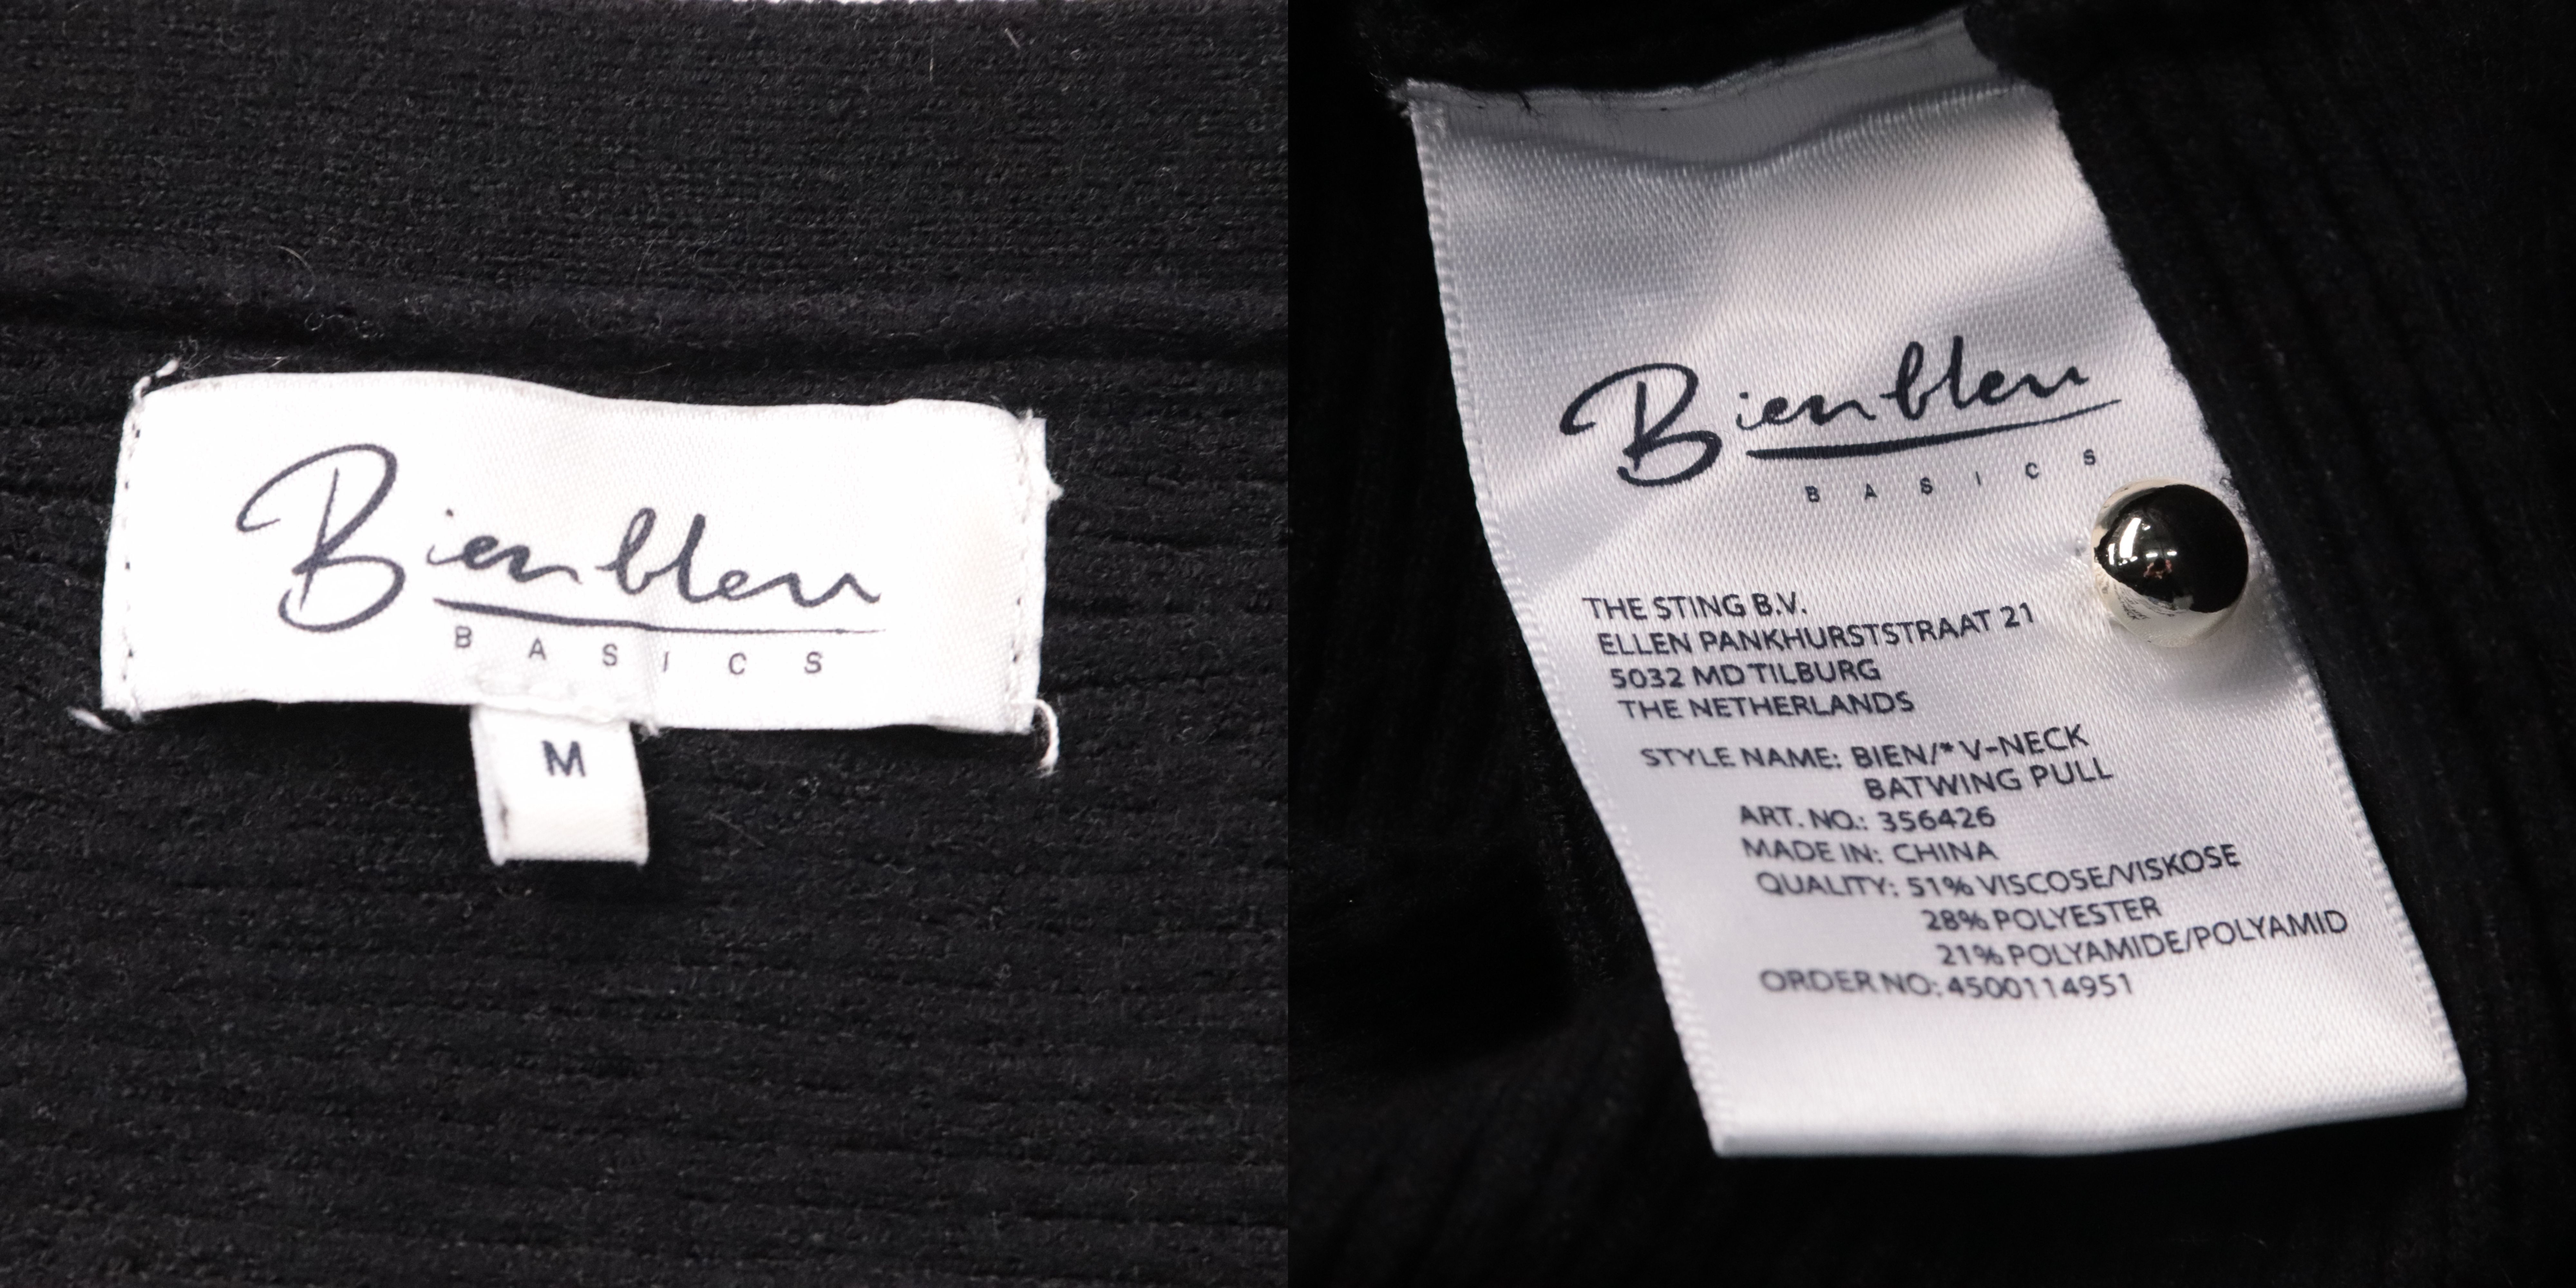 Bien bleu
BASICS
M
Bien bleu
BASICS
THE STING B.V.
ELLEN PANKHURSTSTRAAT 21
5032 MD TILBURG
THE NETHERLANDS
STYLE NAME: BIEN/* V-NECK
BATWING PULL
ART. NO.: 356426
MADE IN: CHINA
QUALITY: 51% VISCOSE/VISKOSE
28% POLYESTER
21% POLYAMIDE/POLYAMID
ORDER NO: 4500114951